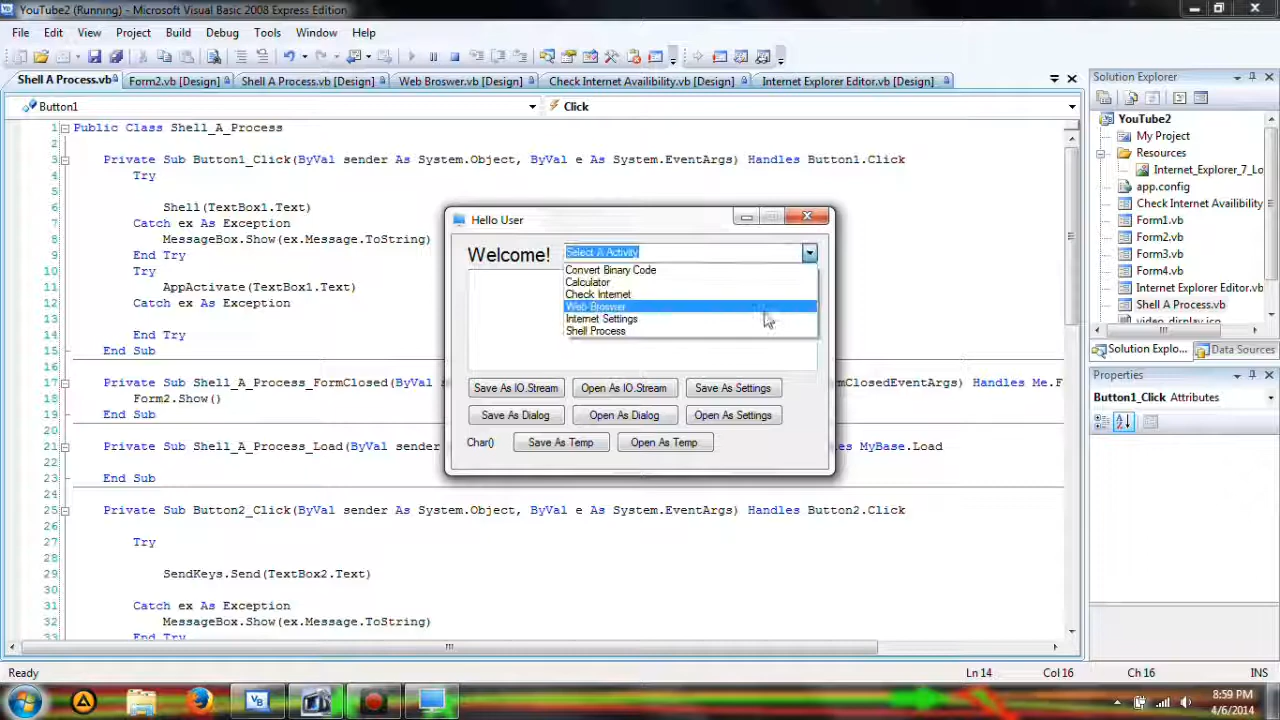 YouTube2 (Running) - Microsoft Visual Basic 2008 Express Edition
File Edit View Project Build Debug Tools Window Help
Shell A Process.vb Form2.vb [Design] Shell A Process.vb [Design] Web Broswer.vb [Design] Check Internet Availibility.vb [Design] Internet Explorer Editor.vb [Design]
Button1 Click
1 Public Class Shell_A_Process
2
3 Private Sub Button1_Click(ByVal sender As System.Object, ByVal e As System.EventArgs) Handles Button1.Click
4 Try
5
6 Shell(TextBox1.Text)
7 Catch ex As Exception
8 MessageBox.Show(ex.Message.ToString)
9 End Try
10 Try
11 AppActivate(TextBox1.Text)
12 Catch ex As Exception
13
14 End Try
15 End Sub
16
17 Private Sub Shell_A_Process_FormClosed(ByVal s mClosedEventArgs) Handles Me.F
18 Form2.Show()
19 End Sub
20
21 Private Sub Shell_A_Process_Load(ByVal sender MyBase.Load
22
23 End Sub
24
25 Private Sub Button2_Click(ByVal sender As System.Object, ByVal e As System.EventArgs) Handles Button2.Click
26
27 Try
28
29 SendKeys.Send(TextBox2.Text)
30
31 Catch ex As Exception
32 MessageBox.Show(ex.Message.ToString)
33 End Try
Hello User
Welcome! Select A Activity
Convert Binary Code
Calculator
Check Internet
Web Browser
Internet Settings
Shell Process
Save As IO.Stream Open As IO.Stream Save As Settings
Save As Dialog Open As Dialog Open As Settings
Char() Save As Temp Open As Temp
Solution Explorer
YouTube2
My Project
Resources
Internet_Explorer_7_Lo
app.config
Check Internet Availibility
Form1.vb
Form2.vb
Form3.vb
Form4.vb
Internet Explorer Editor.vb
Shell A Process.vb
video_display.ico
Solution Explo... Data Sources
Properties
Button1_Click Attributes
Ready Ln 14 Col 16 Ch 16 INS
8:59 PM
4/6/2014